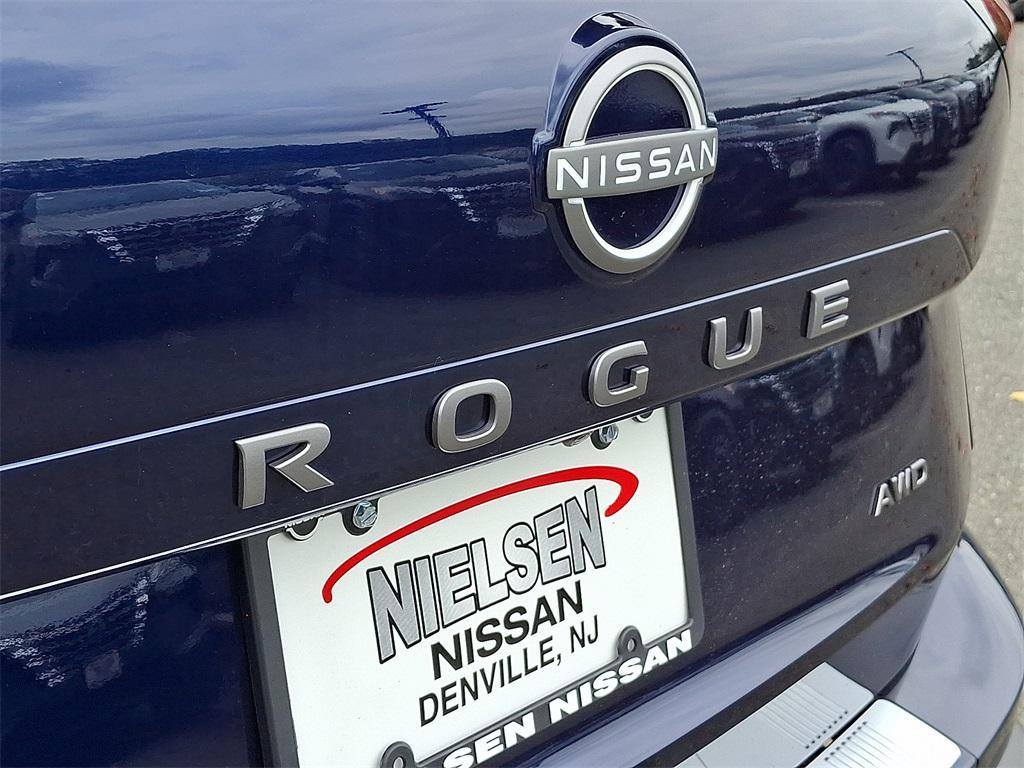 NISSAN
ROGUE
AWD
NIELSEN
NISSAN
DENVILLE, NJ
SEN NISSAN